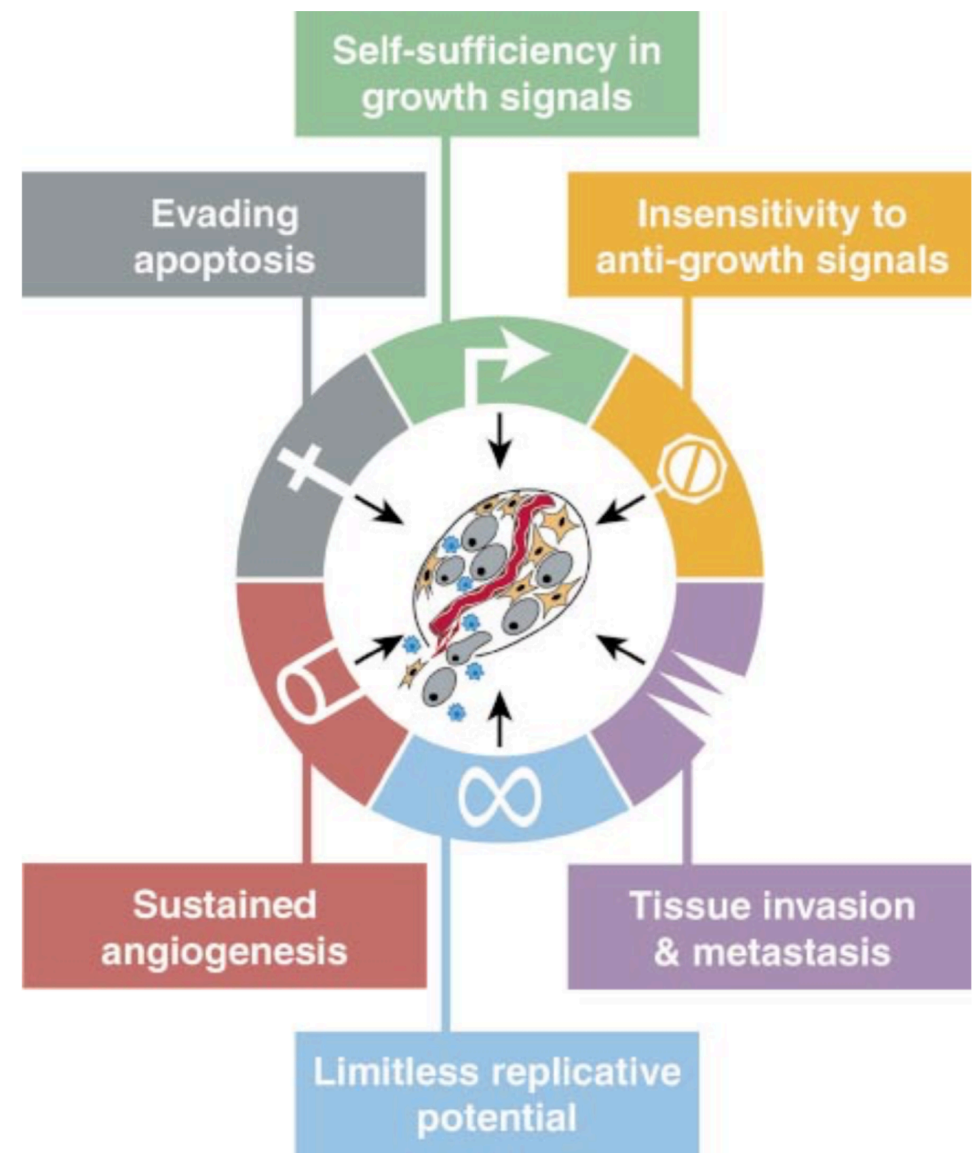 Self-sufficiency in
growth signals
Evading
apoptosis
Insensitivity to
anti-growth signals
Sustained
angiogenesis
Tissue invasion
& metastasis
Limitless replicative
potential